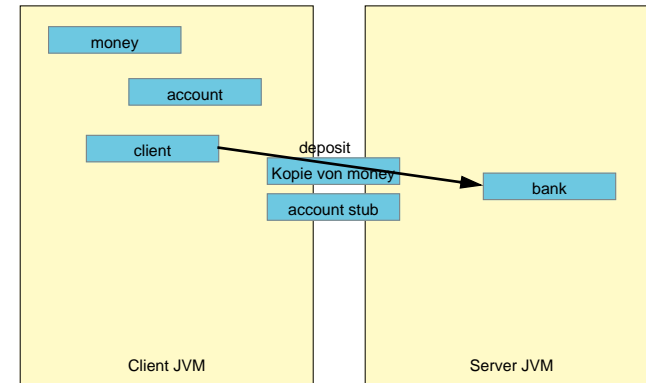 money
account
client
deposit
Kopie von money
account stub
bank
Client JVM
Server JVM